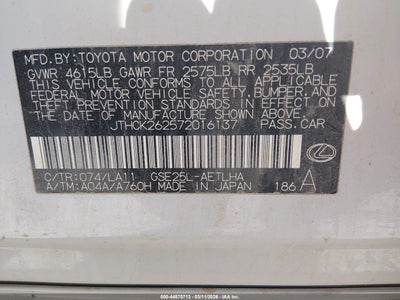 MFD. BY: TOYOTA MOTOR CORPORATION 03/07
GVWR 4615LB GAWR FR 2575LB RR 2535LB
THIS VEHICLE CONFORMS TO ALL APPLICABLE
FEDERAL MOTOR VEHICLE SAFETY, BUMPER, AND
THEFT PREVENTION STANDARDS IN EFFECT ON
THE DATE OF MANUFACTURE SHOWN ABOVE.
JTHCK262572016137 PASS. CAR
C/TR: 074/LA11 GSE25L-AETLHA
A/TM: A04A/A760H MADE IN JAPAN 186 A
000-44870713 - 03/11/2026 - IAA, Inc.